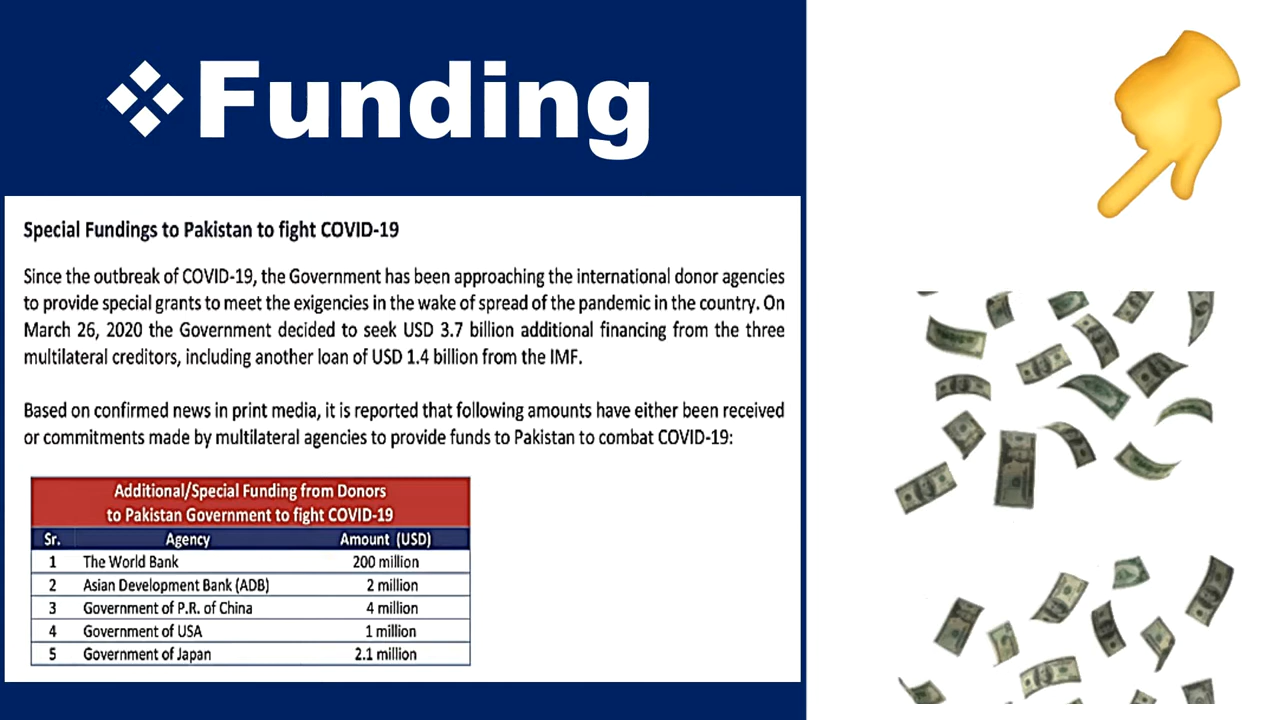 Funding
Special Fundings to Pakistan to fight COVID-19
Since the outbreak of COVID-19, the Government has been approaching the international donor agencies
to provide special grants to meet the exigencies in the wake of spread of the pandemic in the country. On
March 26, 2020 the Government decided to seek USD 3.7 billion additional financing from the three
multilateral creditors, including another loan of USD 1.4 billion from the IMF.
Based on confirmed news in print media, it is reported that following amounts have either been received
or commitments made by multilateral agencies to provide funds to Pakistan to combat COVID-19:
Additional/Special Funding from Donors
to Pakistan Government to fight COVID-19
Sr. Agency Amount (USD)
1 The World Bank 200 million
2 Asian Development Bank (ADB) 2 million
3 Government of P.R. of China 4 million
4 Government of USA 1 million
5 Government of Japan 2.1 million